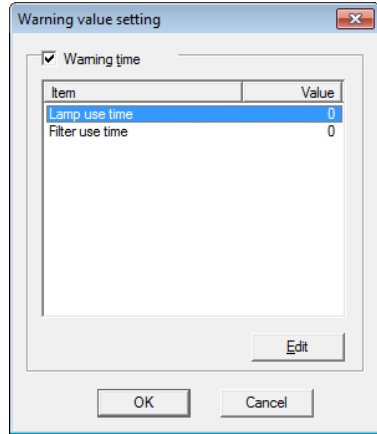 Warning value setting
Warning time
Item Value
Lamp use time 0
Filter use time 0
Edit
OK Cancel